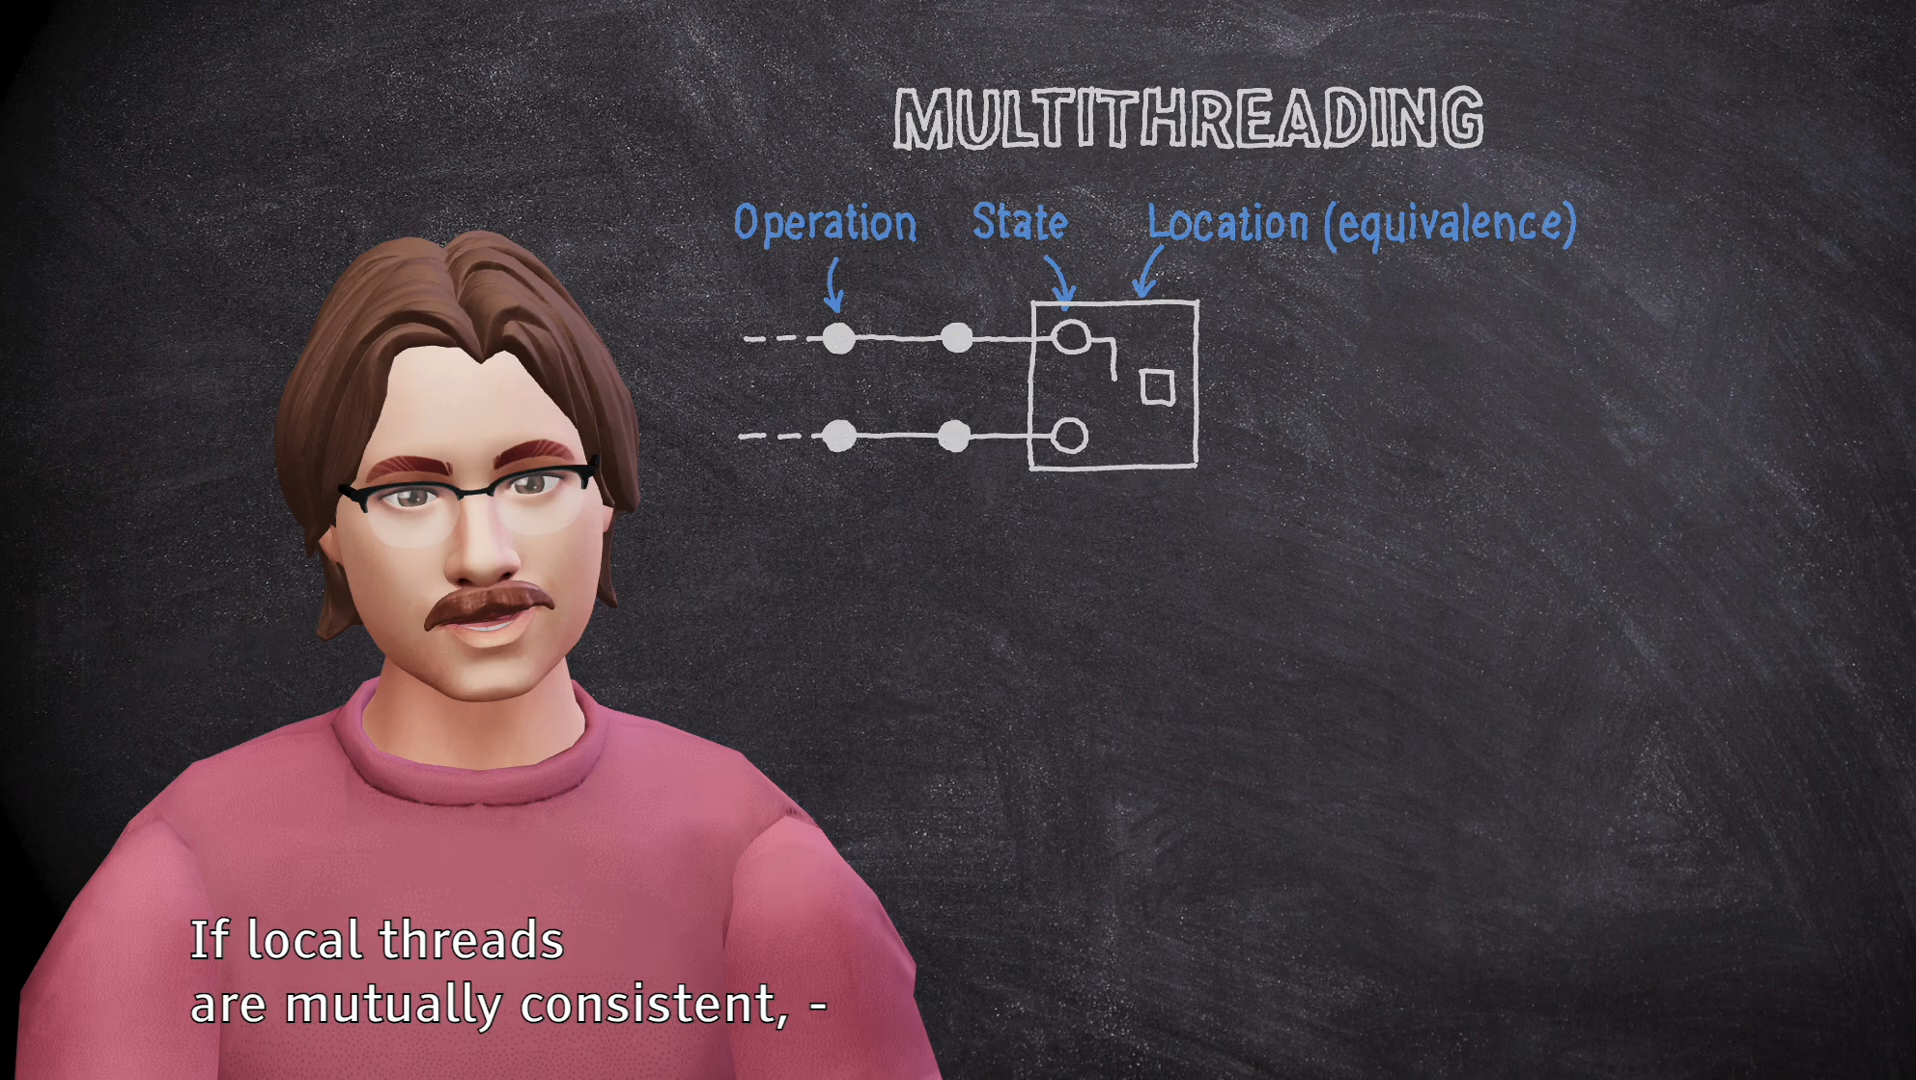 MULTITHREADING
Operation State Location (equivalence)
If local threads
are mutually consistent, -